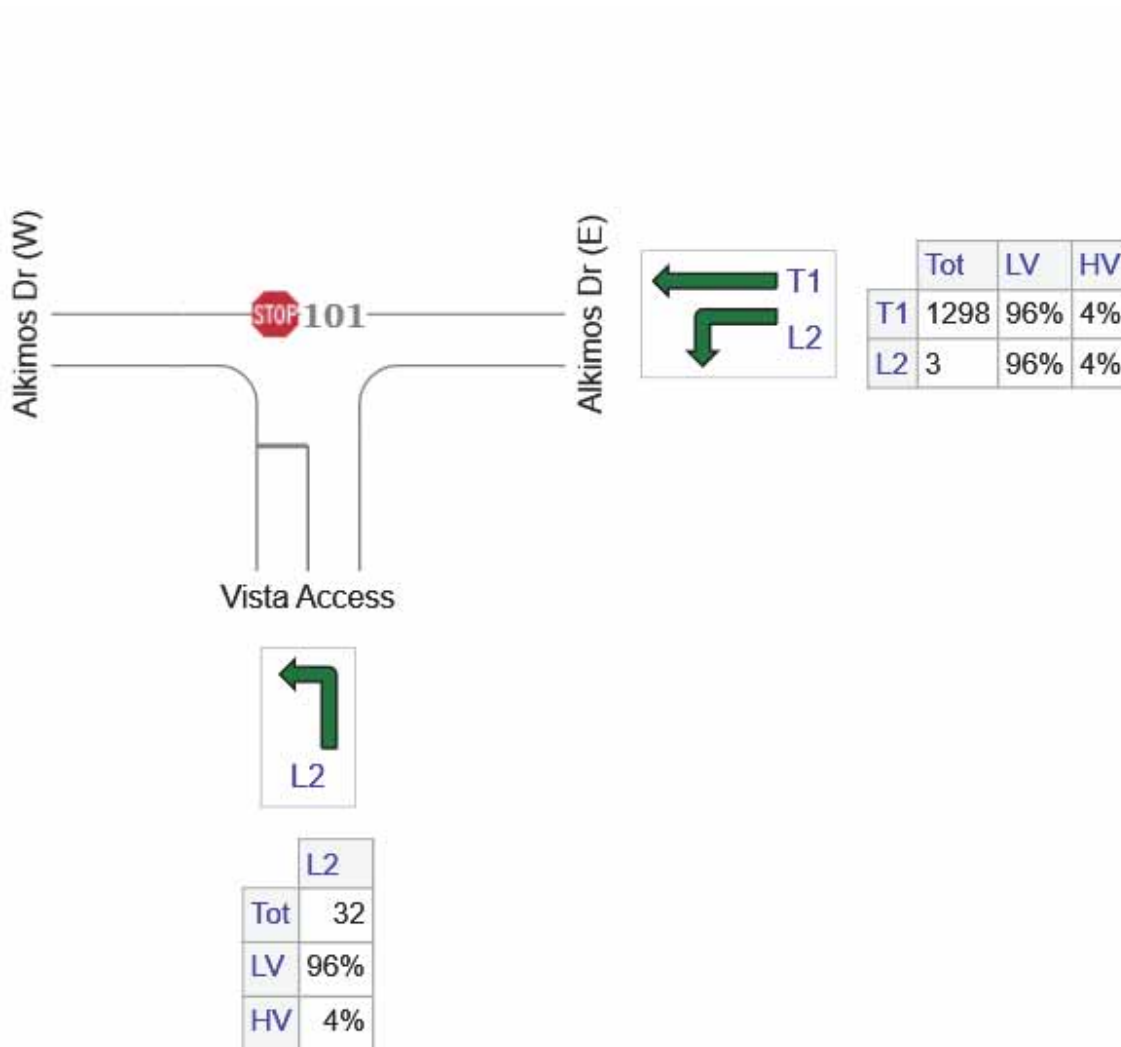 Alkimos Dr (W)
STOP 101
Alkimos Dr (E)
T1
L2
Tot LV HV
T1 1298 96% 4%
L2 3 96% 4%
Vista Access
L2
L2
Tot 32
LV 96%
HV 4%